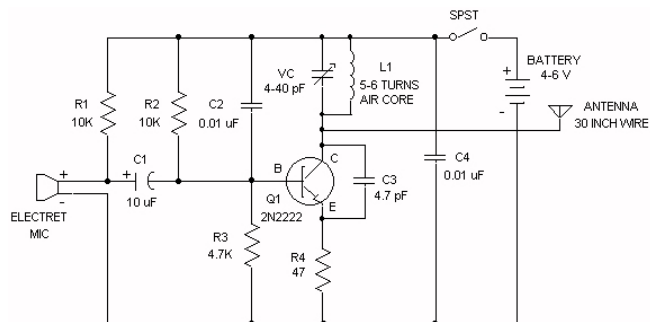 SPST
BATTERY
4-6 V
+
-
VC
4-40 pF
L1
5-6 TURNS
AIR CORE
ANTENNA
30 INCH WIRE
R1
10K
R2
10K
C2
0.01 uF
C1
+
10 uF
+
-
ELECTRET
MIC
B
C
E
Q1
2N2222
C3
4.7 pF
C4
0.01 uF
R3
4.7K
R4
47